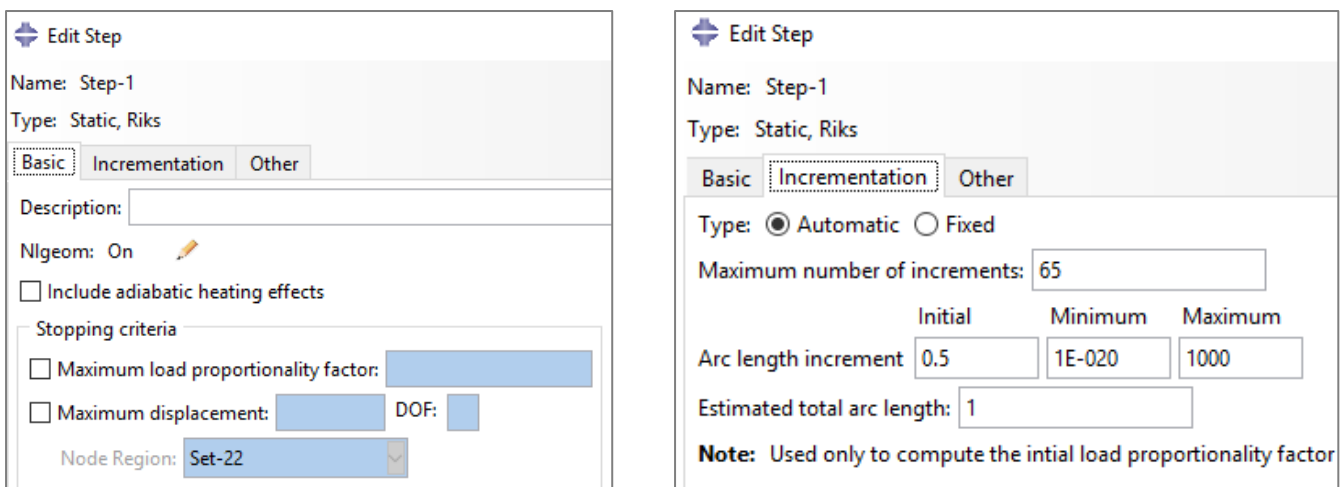 Edit Step
Name: Step-1
Type: Static, Riks
Basic Incrementation Other
Description:
Nlgeom: On
Include adiabatic heating effects
Stopping criteria
Maximum load proportionality factor:
Maximum displacement: DOF:
Node Region: Set-22
Edit Step
Name: Step-1
Type: Static, Riks
Basic Incrementation Other
Type: Automatic Fixed
Maximum number of increments: 65
Initial Minimum Maximum
Arc length increment 0.5 1E-020 1000
Estimated total arc length: 1
Note: Used only to compute the intial load proportionality factor